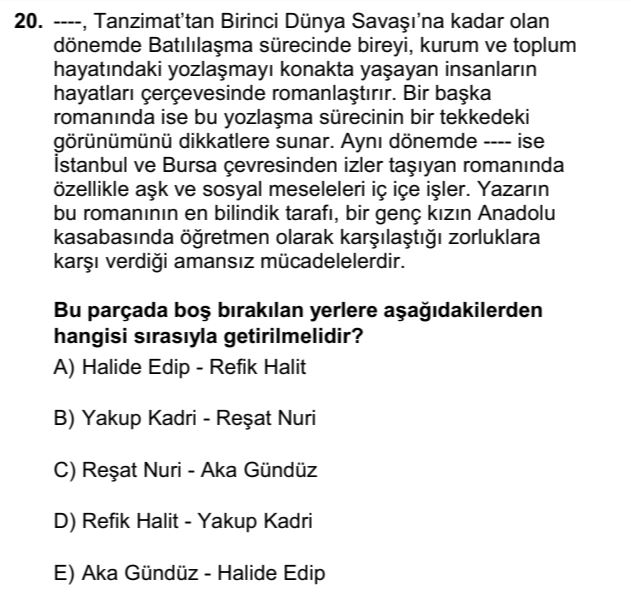 20. ----, Tanzimat'tan Birinci Dünya Savaşı'na kadar olan
dönemde Batılılaşma sürecinde bireyi, kurum ve toplum
hayatındaki yozlaşmayı konakta yaşayan insanların
hayatları çerçevesinde romanlaştırır. Bir başka
romanında ise bu yozlaşma sürecinin bir tekkedeki
görünümünü dikkatlere sunar. Aynı dönemde ---- ise
İstanbul ve Bursa çevresinden izler taşıyan romanında
özellikle aşk ve sosyal meseleleri iç içe işler. Yazarın
bu romanının en bilindik tarafı, bir genç kızın Anadolu
kasabasında öğretmen olarak karşılaştığı zorluklara
karşı verdiği amansız mücadelelerdir.
Bu parçada boş bırakılan yerlere aşağıdakilerden
hangisi sırasıyla getirilmelidir?
A) Halide Edip - Refik Halit
B) Yakup Kadri - Reşat Nuri
C) Reşat Nuri - Aka Gündüz
D) Refik Halit - Yakup Kadri
E) Aka Gündüz - Halide Edip